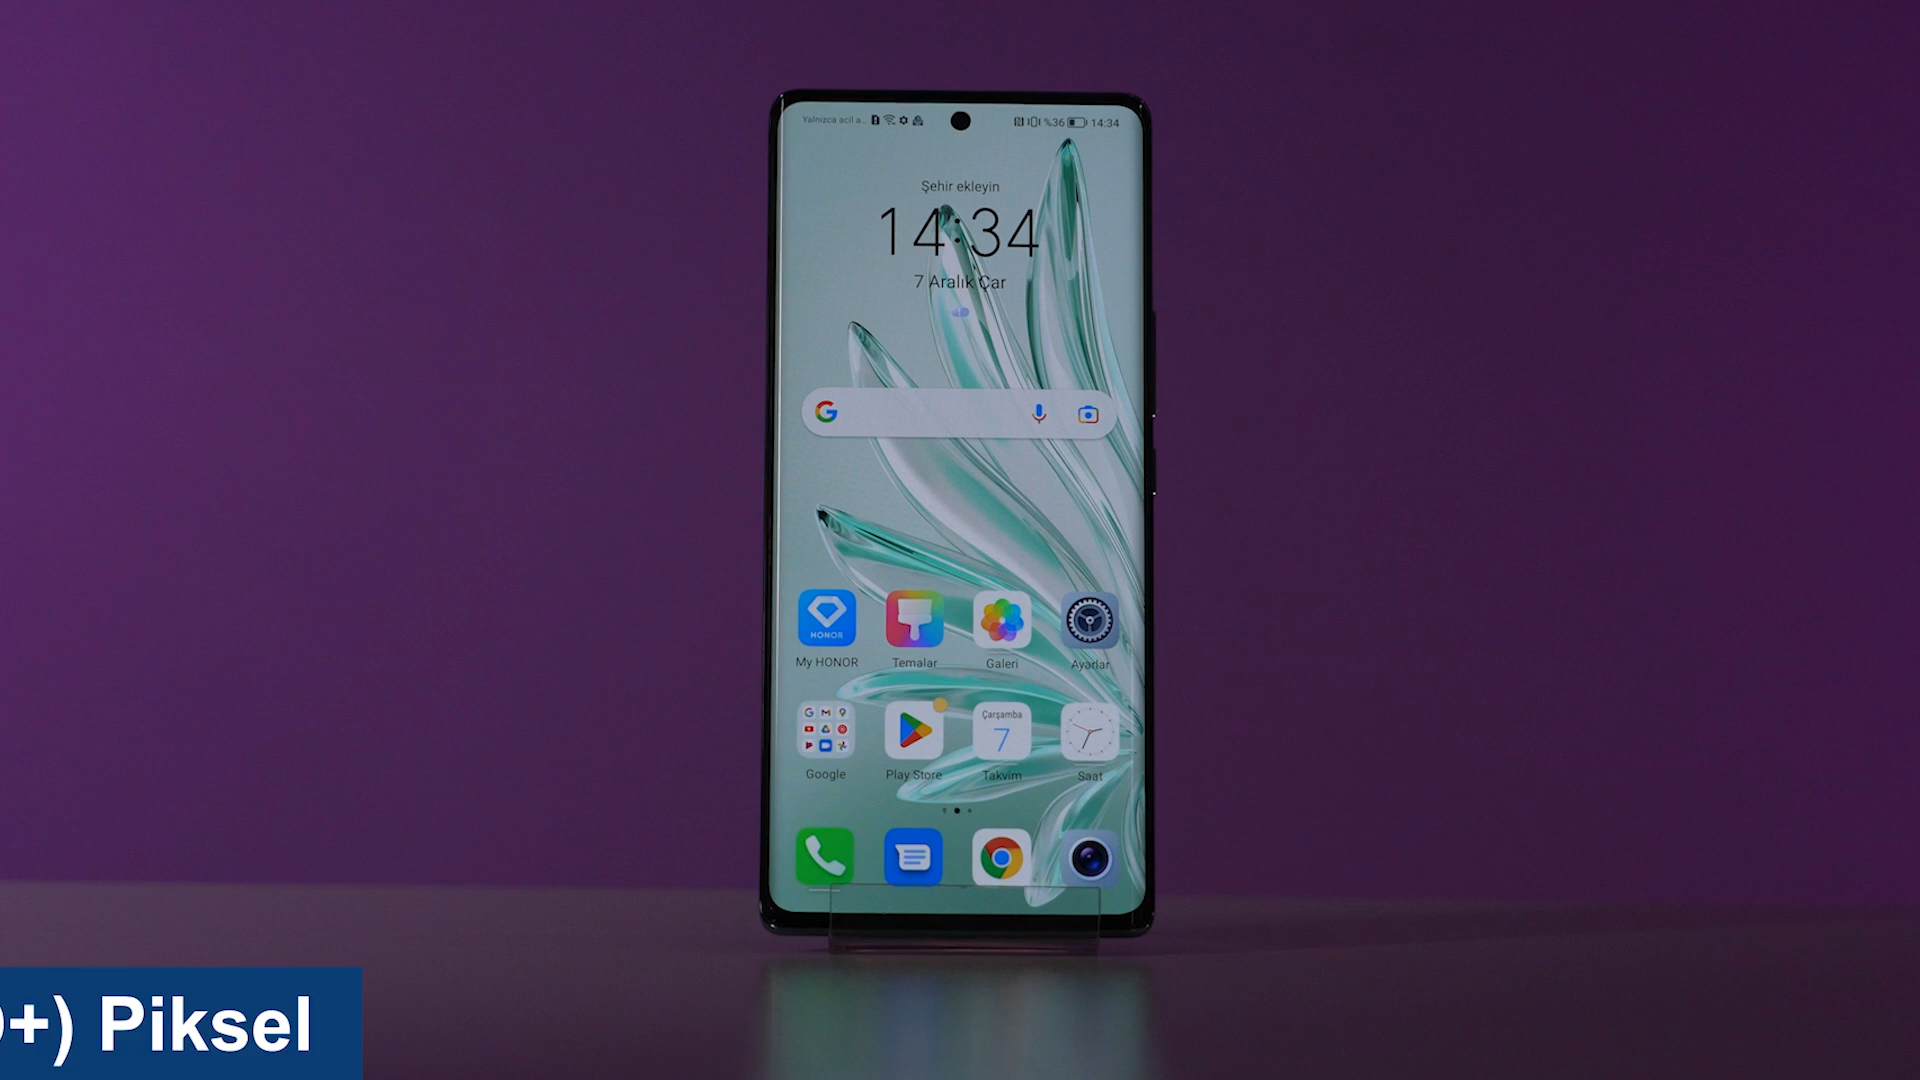 Yalnızca acil a... %36 14:34
Şehir ekleyin
14:34
7 Aralık Çar
HONOR
My HONOR Temalar Galeri Ayarlar
Çarşamba
7
Google Play Store Takvim Saat
+) Piksel